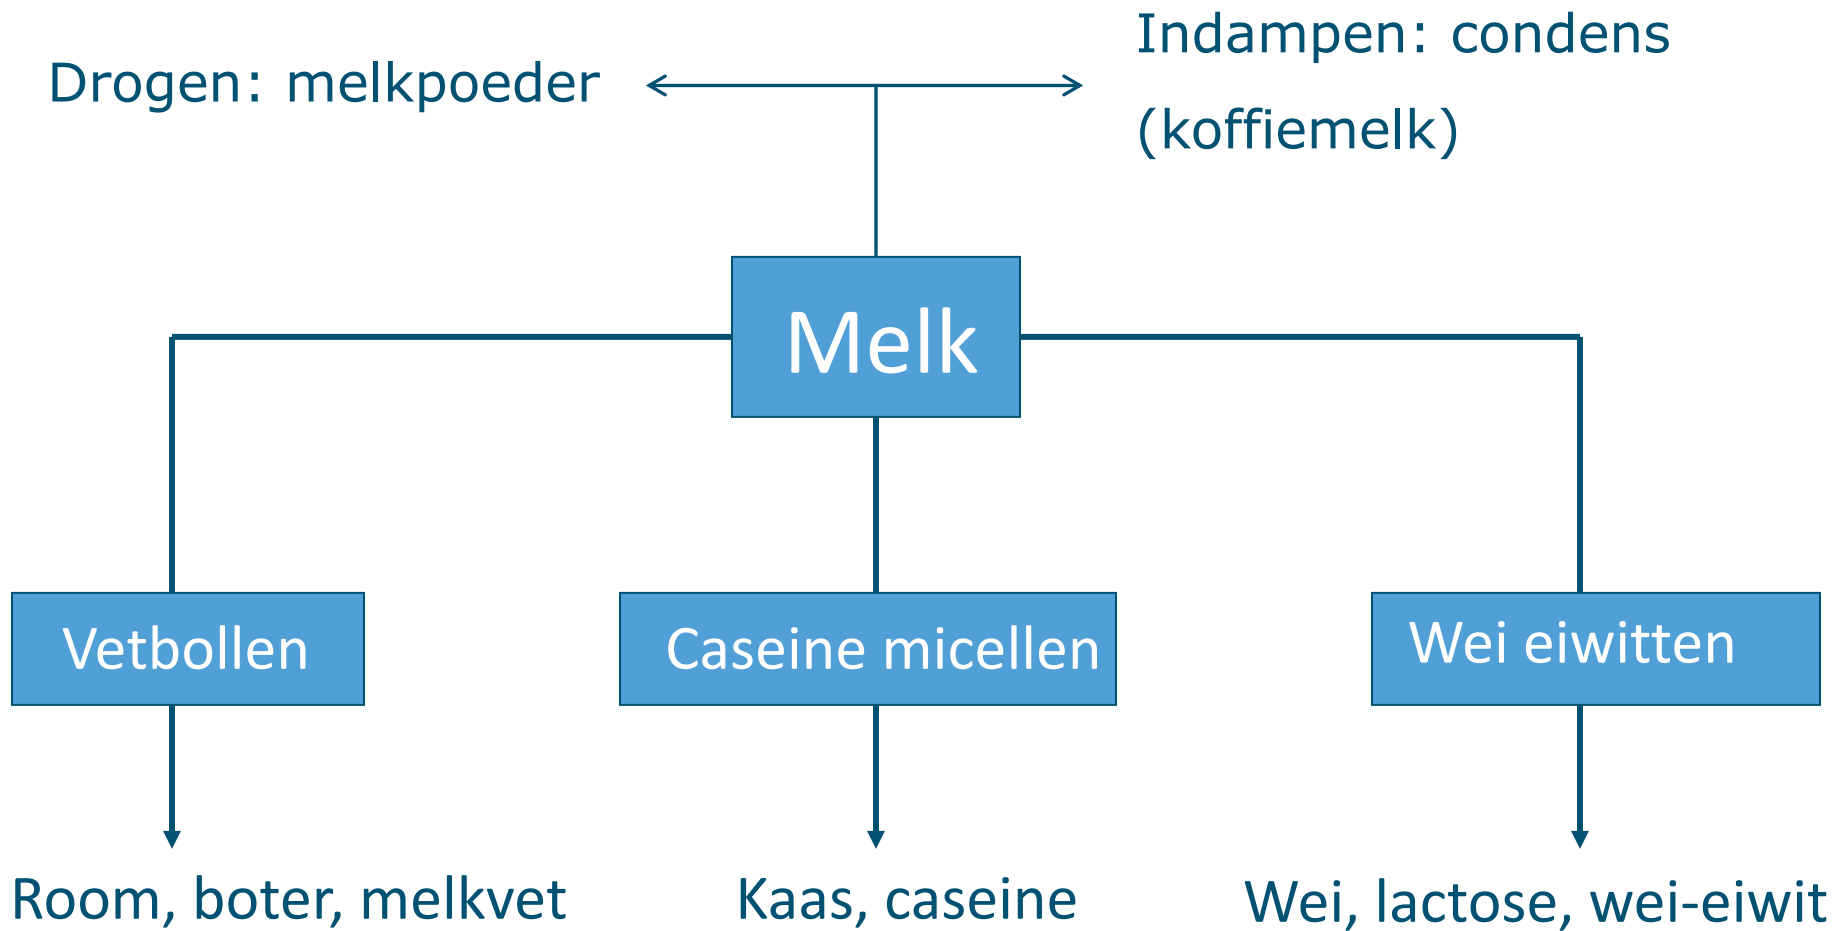 Drogen: melkpoeder
Indampen: condens
(koffiemelk)
Melk
Vetbollen
Caseine micellen
Wei eiwitten
Room, boter, melkvet
Kaas, caseine
Wei, lactose, wei-eiwit